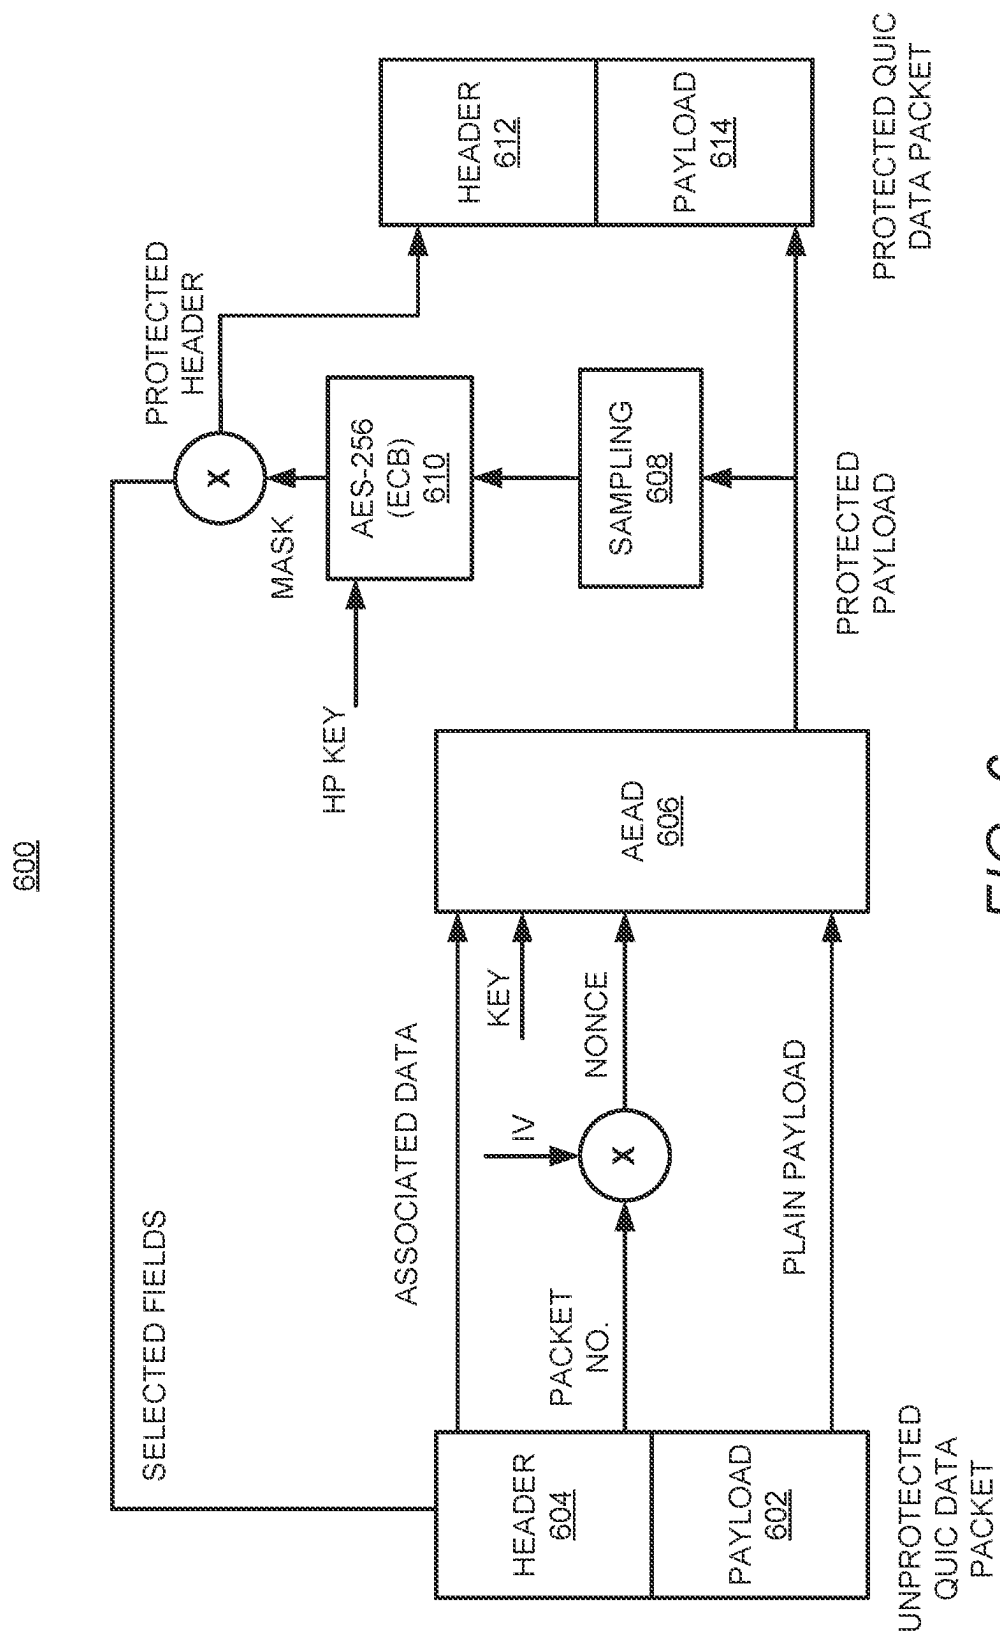 600
SELECTED FIELDS
ASSOCIATED DATA
KEY
IV
PACKET
NO.
NONCE
PLAIN PAYLOAD
HEADER
604
PAYLOAD
602
UNPROTECTED
QUIC DATA
PACKET
AEAD
606
HP KEY
MASK
X
X
AES-256
(ECB)
610
SAMPLING
608
PROTECTED
PAYLOAD
PROTECTED
HEADER
HEADER
612
PAYLOAD
614
PROTECTED QUIC
DATA PACKET